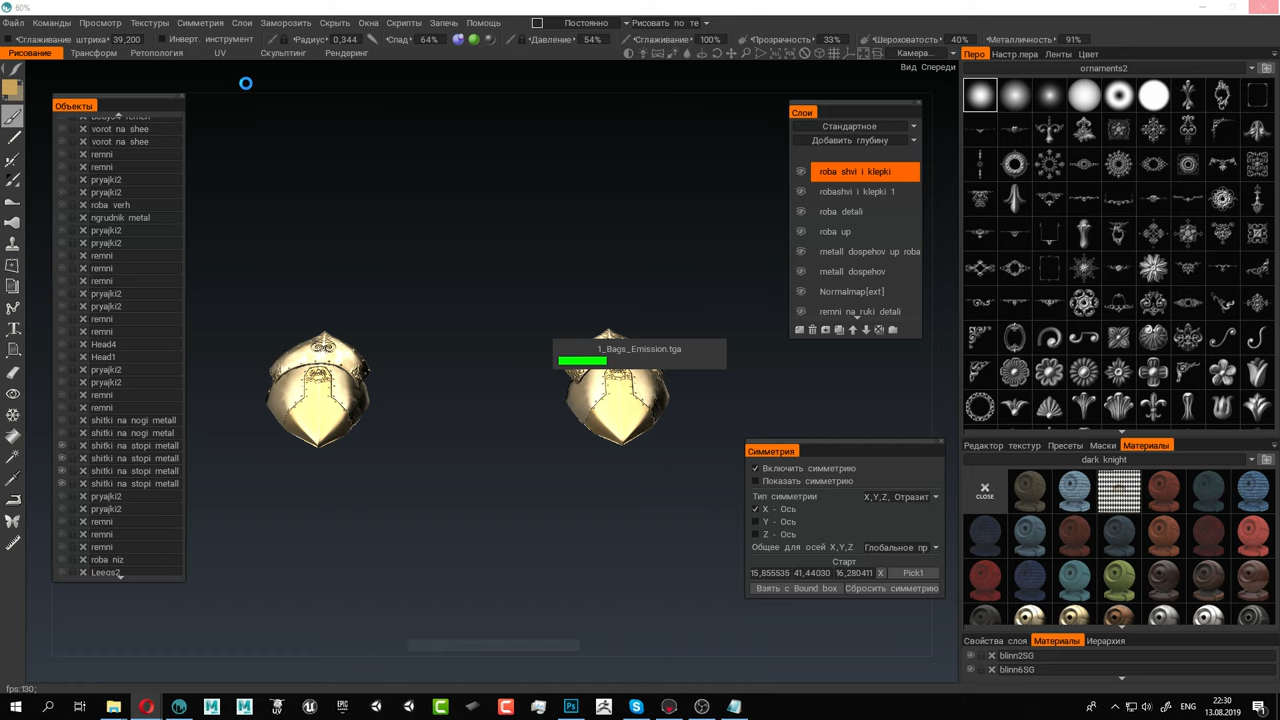 60%
Файл Команды Просмотр Текстуры Симметрия Слои Заморозить Скрыть Окна Скрипты Запечь Помощь Постоянно Рисовать по те
Сглаживание штриха 39,200 Инверт. инструмент Радиус 0,344 Спад 64% Давление 54% Сглаживание 100% Прозрачность 33% Шероховатость 40% Металличность 91%
Рисование Трансформ Ретопология UV Скульптинг Рендеринг Камера...
Вид Спереди
Объекты
vorot na shee
vorot na shee
remni
remni
pryajki2
pryajki2
roba verh
ngrudnik metal
pryajki2
pryajki2
remni
remni
remni
pryajki2
pryajki2
remni
remni
Head4
Head1
pryajki2
pryajki2
remni
remni
shitki na nogi metall
shitki na nogi metal
shitki na stopi metall
shitki na stopi metall
shitki na stopi metall
shitki na stopi metall
pryajki2
pryajki2
remni
remni
remni
roba niz
Leegs2
1_Bags_Emission.tga
Слои
Стандартное
Добавить глубину
roba shvi i klepki
robashvi i klepki 1
roba detali
roba up
metall dospehov up roba
metall dospehov
Normalmap[ext]
remni na_ruki detali
Симметрия
Включить симметрию
Показать симметрию
Тип симметрии X,Y,Z, Отразит
X - Ось
Y - Ось
Z - Ось
Общее для осей X,Y,Z Глобальное пр
Старт
15,855535 41,44030 16,280411 X Pick1
Взять с Bound box Сбросить симметрию
Перо Настр.пера Ленты Цвет
ornaments2
Редактор текстур Пресеты Маски Материалы
dark knight
CLOSE
Свойства слоя Материалы Иерархия
blinn2SG
blinn6SG
fps:130;
ENG
22:30
13.08.2019